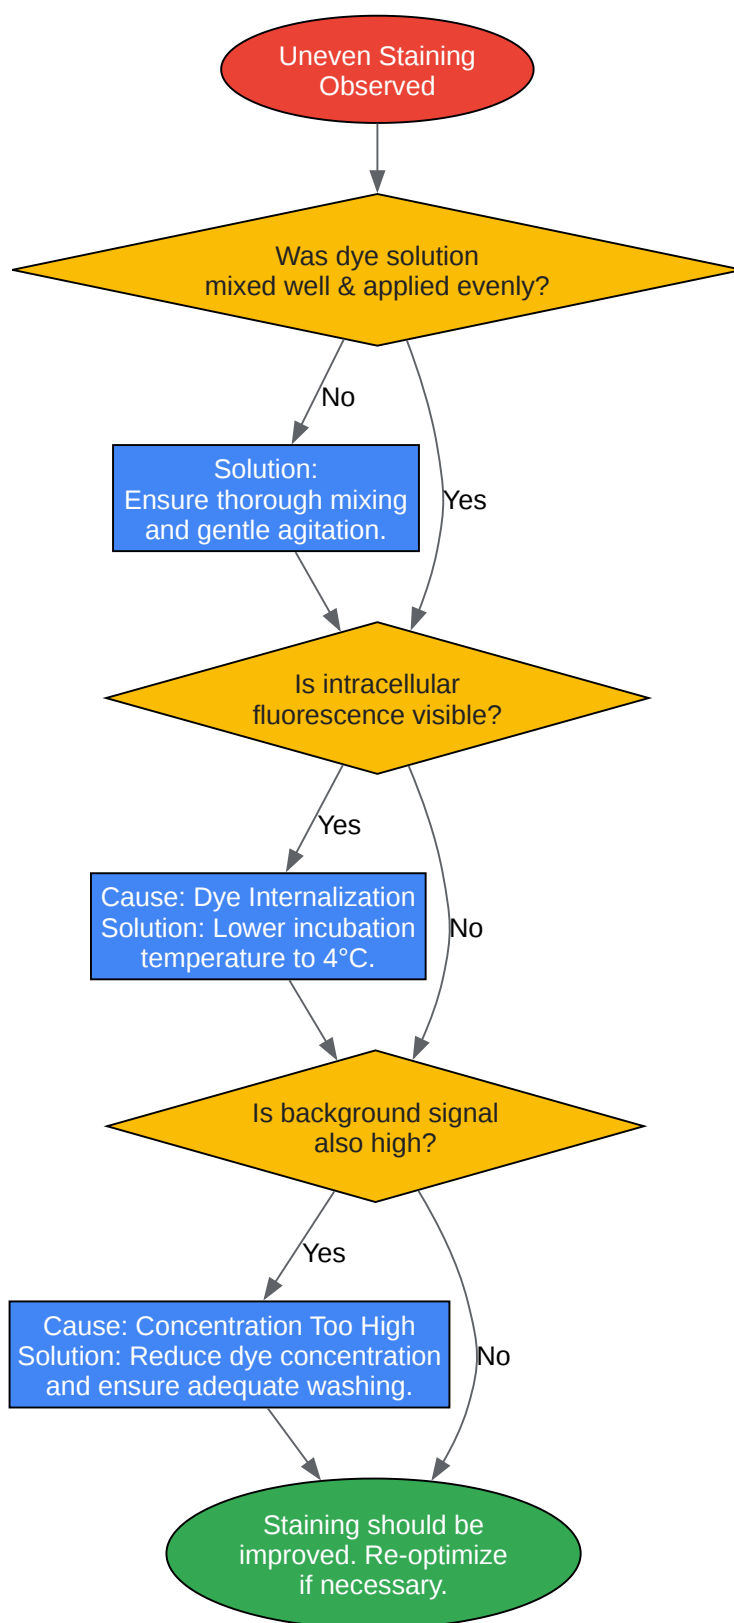 Uneven Staining
Observed
Was dye solution
mixed well & applied evenly?
No
Solution:
Ensure thorough mixing
and gentle agitation.
Yes
Is intracellular
fluorescence visible?
Yes
Cause: Dye Internalization
Solution: Lower incubation
temperature to 4°C.
No
Is background signal
also high?
Yes
Cause: Concentration Too High
Solution: Reduce dye concentration
and ensure adequate washing.
No
Staining should be
improved. Re-optimize
if necessary.